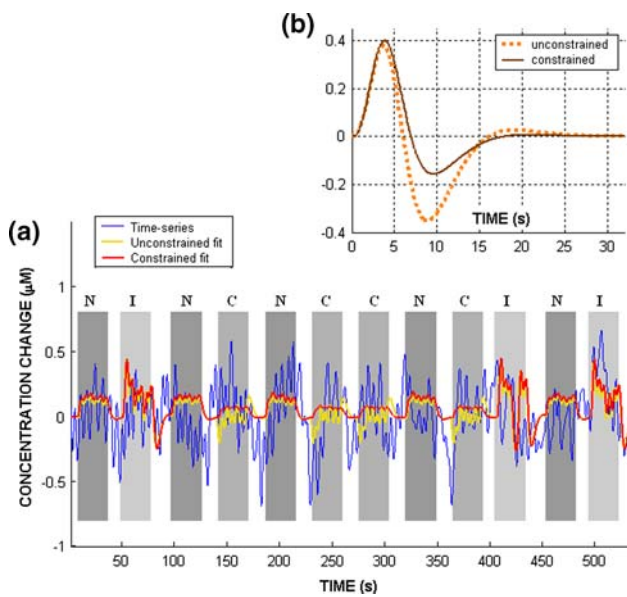 (b)
0.4
0.2
0
-0.2
-0.4
unconstrained
constrained
TIME (s)
0 5 10 15 20 25 30
(a)
Time-series
Unconstrained fit
Constrained fit
CONCENTRATION CHANGE (μM)
1
0.5
0
-0.5
-1
N I N C N C C N C I N I
50 100 150 200 250 300 350 400 450 500
TIME (s)